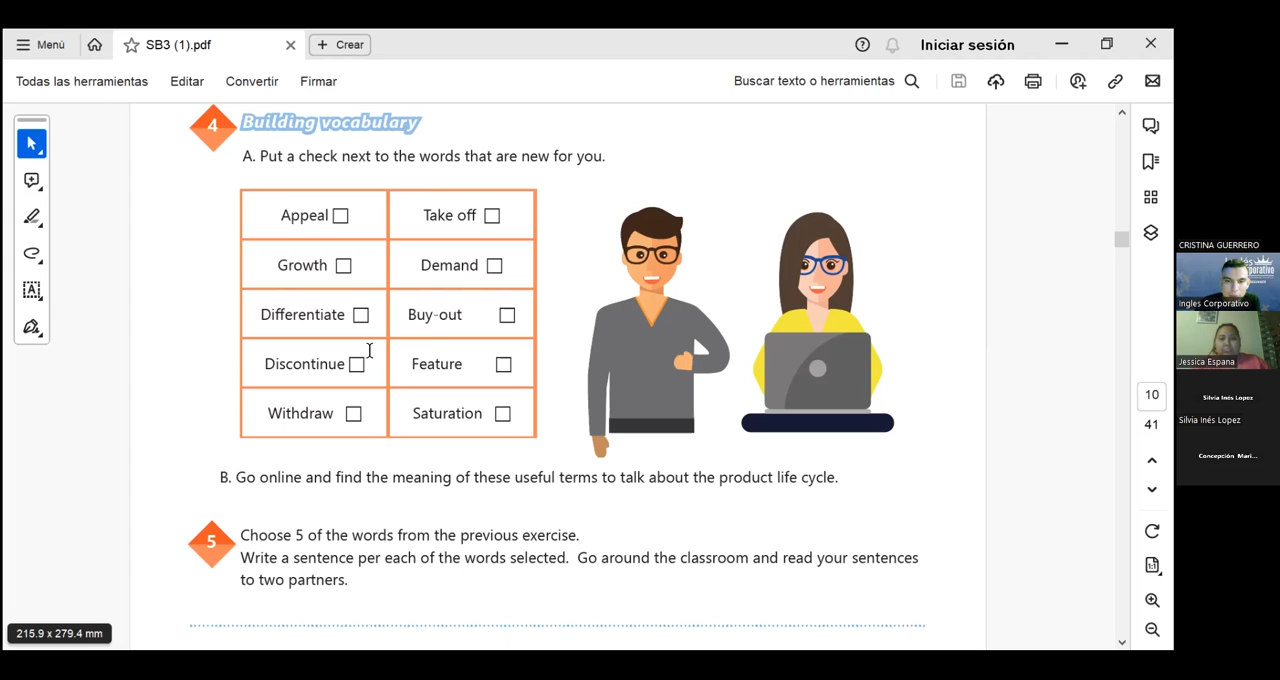 Menú
SB3 (1).pdf
Crear
Iniciar sesión
Todas las herramientas
Editar
Convertir
Firmar
Buscar texto o herramientas
4
Building vocabulary
A. Put a check next to the words that are new for you.
Appeal
Take off
Growth
Demand
Differentiate
Buy-out
Discontinue
Feature
Withdraw
Saturation
B. Go online and find the meaning of these useful terms to talk about the product life cycle.
5
Choose 5 of the words from the previous exercise.
Write a sentence per each of the words selected. Go around the classroom and read your sentences
to two partners.
215.9 x 279.4 mm
10
41
CRISTINA GUERRERO
Ingles Corporativo
Jessica Espana
Silvia Inés Lopez
Silvia Inés Lopez
Concepción Mari...